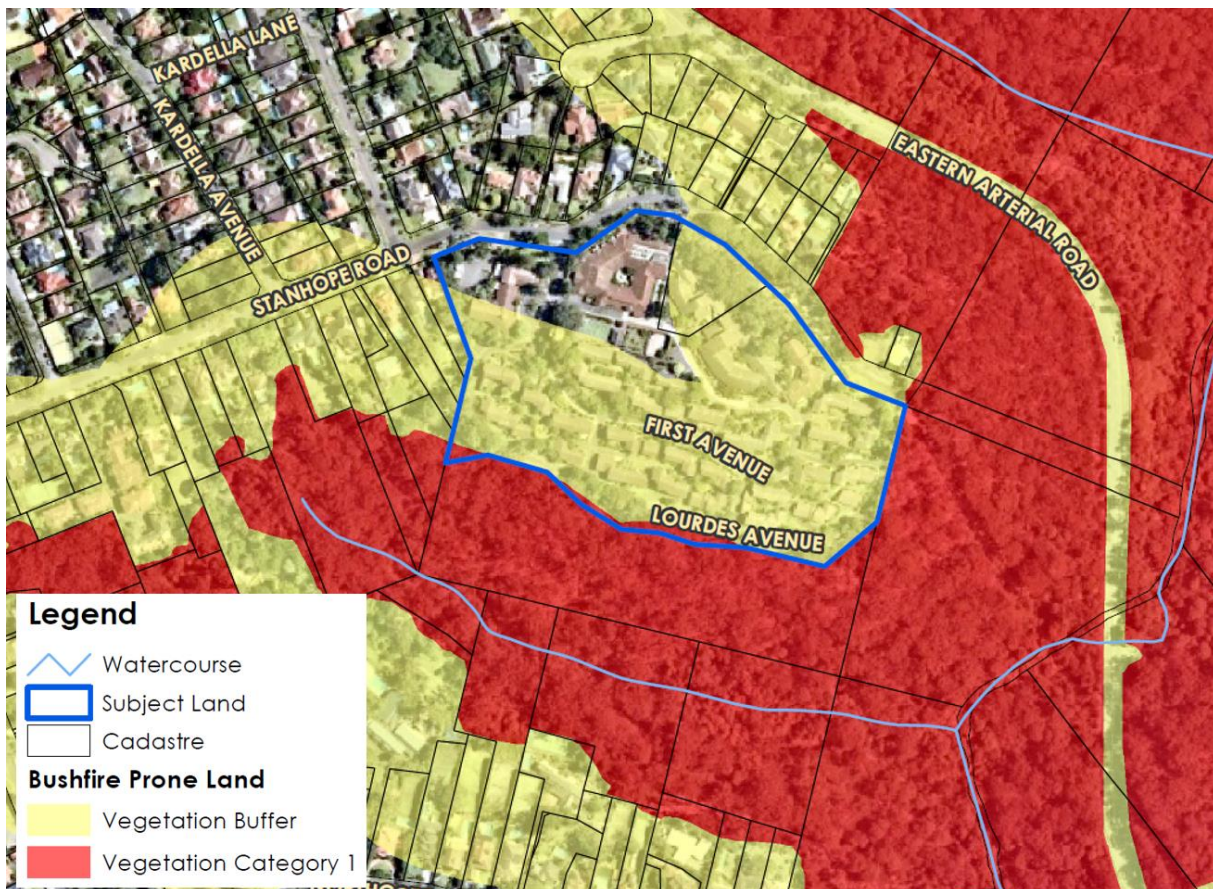 KARDELLA LANE
KARDELLA AVENUE
EASTERN ARTERIAL ROAD
STANHOPE ROAD
FIRST AVENUE
LOURDES AVENUE
Legend
Watercourse
Subject Land
Cadastre
Bushfire Prone Land
Vegetation Buffer
Vegetation Category 1